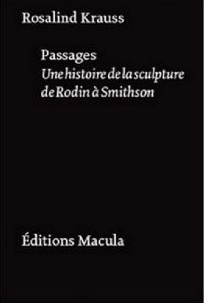 Rosalind Krauss
Passages
Une histoire de la sculpture
de Rodin à Smithson
Éditions Macula